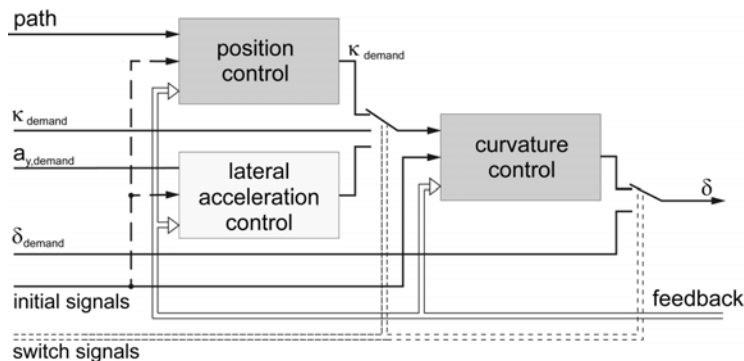 path
position
control
κ demand
κ demand
a y,demand
lateral
acceleration
control
curvature
control
δ
δ demand
initial signals
feedback
switch signals